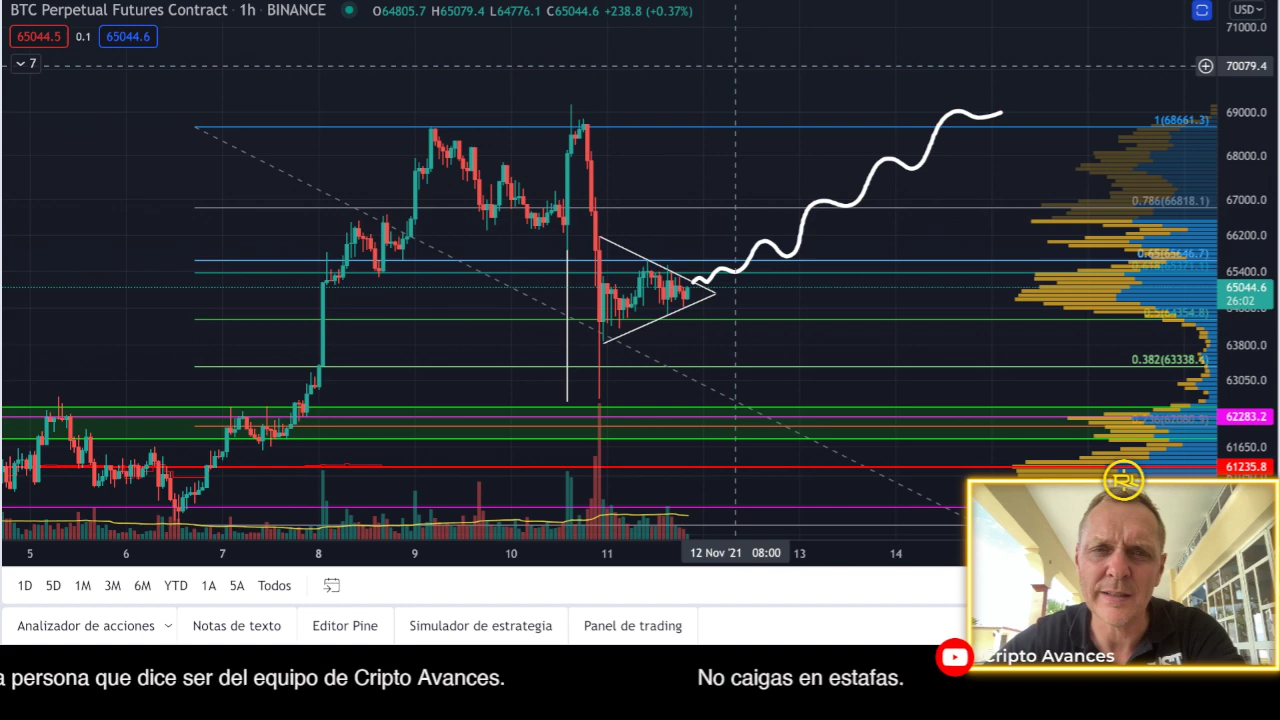 BTC Perpetual Futures Contract · 1h · BINANCE O64805.7 H65079.4 L64776.1 C65044.6 +238.8 (+0.37%) USD
65044.5 0.1 65044.6
7
71000.0
70079.4
69000.0
1(68661.3)
68000.0
0.786(66818.1)
67000.0
66200.0
65400.0
65044.6
26:02
0.5(64354.8)
63800.0
0.382(63338.4)
63050.0
62283.2
61650.0
61235.8
5 6 7 8 9 10 11 12 Nov '21 08:00 13 14
1D 5D 1M 3M 6M YTD 1A 5A Todos
Analizador de acciones Notas de texto Editor Pine Simulador de estrategia Panel de trading
Cripto Avances
a persona que dice ser del equipo de Cripto Avances. No caigas en estafas.